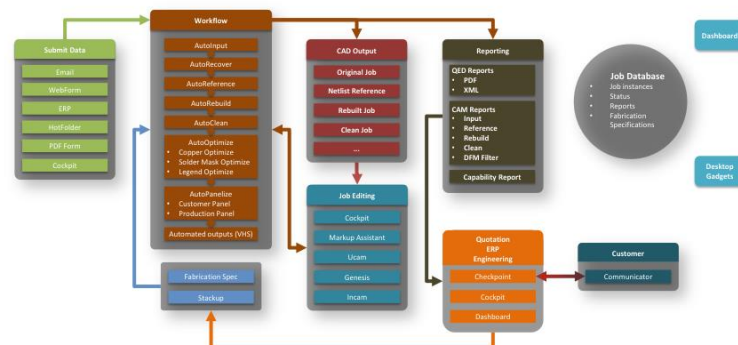 Submit Data
Email
WebForm
ERP
HotFolder
PDF Form
Cockpit
Workflow
AutoInput
AutoRecover
AutoReference
AutoRebuild
AutoClean
AutoOptimize
• Copper Optimize
• Solder Mask Optimize
• Legend Optimize
AutoPanelize
• Customer Panel
• Production Panel
Automated outputs (VHS)
Fabrication Spec
Stackup
CAD Output
Original Job
Netlist Reference
Rebuilt Job
Clean Job
...
Job Editing
Cockpit
Markup Assistant
Ucam
Genesis
Incam
Reporting
QED Reports
• PDF
• XML
CAM Reports
• Input
• Reference
• Rebuild
• Clean
• DFM Filter
Capability Report
Quotation
ERP
Engineering
Checkpoint
Cockpit
Dashboard
Customer
Communicator
Job Database
• Job instances
• Status
• Reports
• Fabrication
Specifications
Dashboard
Desktop
Gadgets